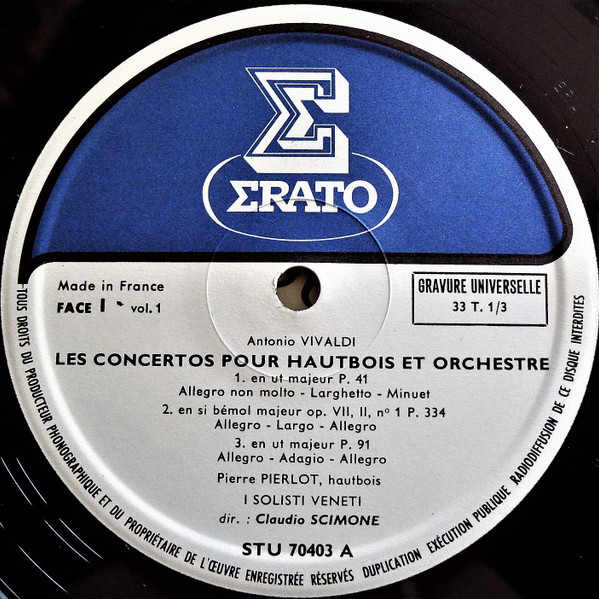 Σ
ΣRATO
Made in France
FACE I vol. 1
GRAVURE UNIVERSELLE
33 T. 1/3
Antonio VIVALDI
LES CONCERTOS POUR HAUTBOIS ET ORCHESTRE
1. en ut majeur P. 41
Allegro non molto - Larghetto - Minuet
2. en si bémol majeur op. VII, II, nº 1 P. 334
Allegro - Largo - Allegro
3. en ut majeur P. 91
Allegro - Adagio - Allegro
Pierre PIERLOT, hautbois
I SOLISTI VENETI
dir. : Claudio SCIMONE
STU 70403 A
-TOUS DROITS DU PRODUCTEUR PHONOGRAPHIQUE ET DU PROPRIÉTAIRE DE L'ŒUVRE ENREGISTRÉE RÉSERVÉS DUPLICATION EXÉCUTION PUBLIQUE RADIODIFFUSION DE CE DISQUE INTERDITES